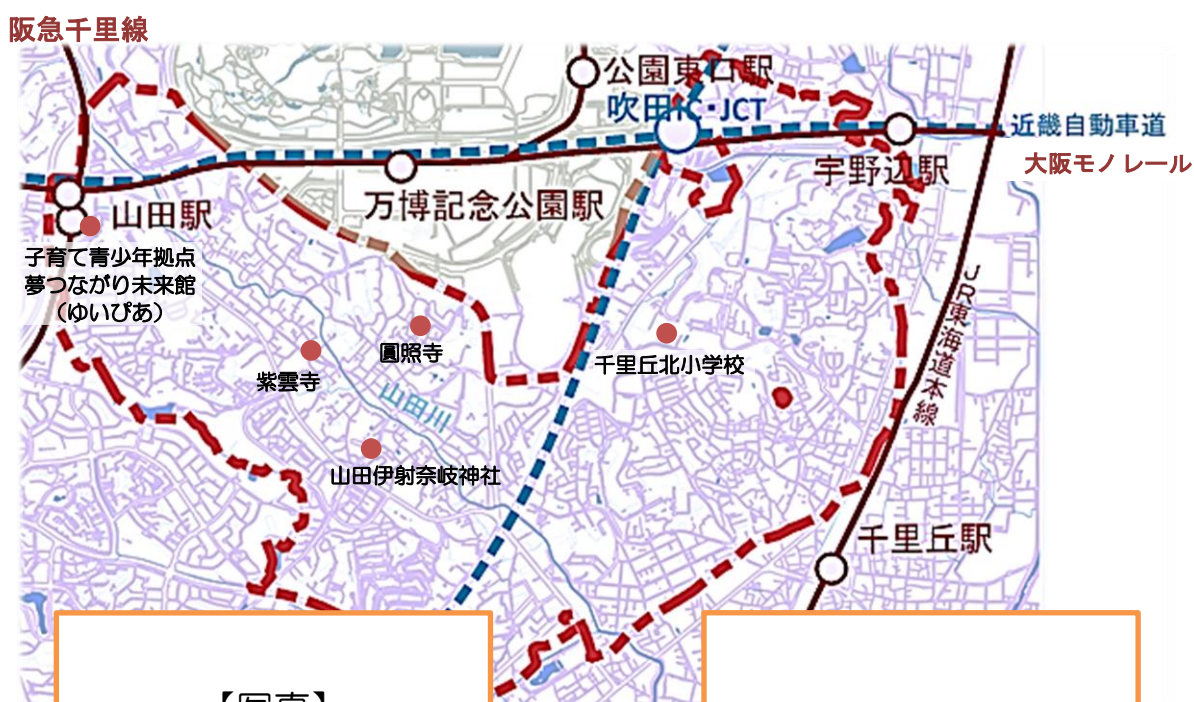 阪急千里線
公園東口駅
吹田IC・JCT
近畿自動車道
大阪モノレール
宇野辺駅
万博記念公園駅
山田駅
子育て青少年拠点
夢つながり未来館
（ゆいぴあ）
JR東海道本線
圓照寺
千里丘北小学校
紫雲寺
山田川
山田伊射奈岐神社
千里丘駅